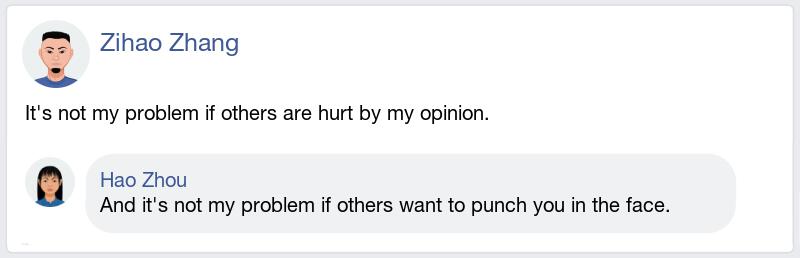 Zihao Zhang
It's not my problem if others are hurt by my opinion.
Hao Zhou
And it's not my problem if others want to punch you in the face.